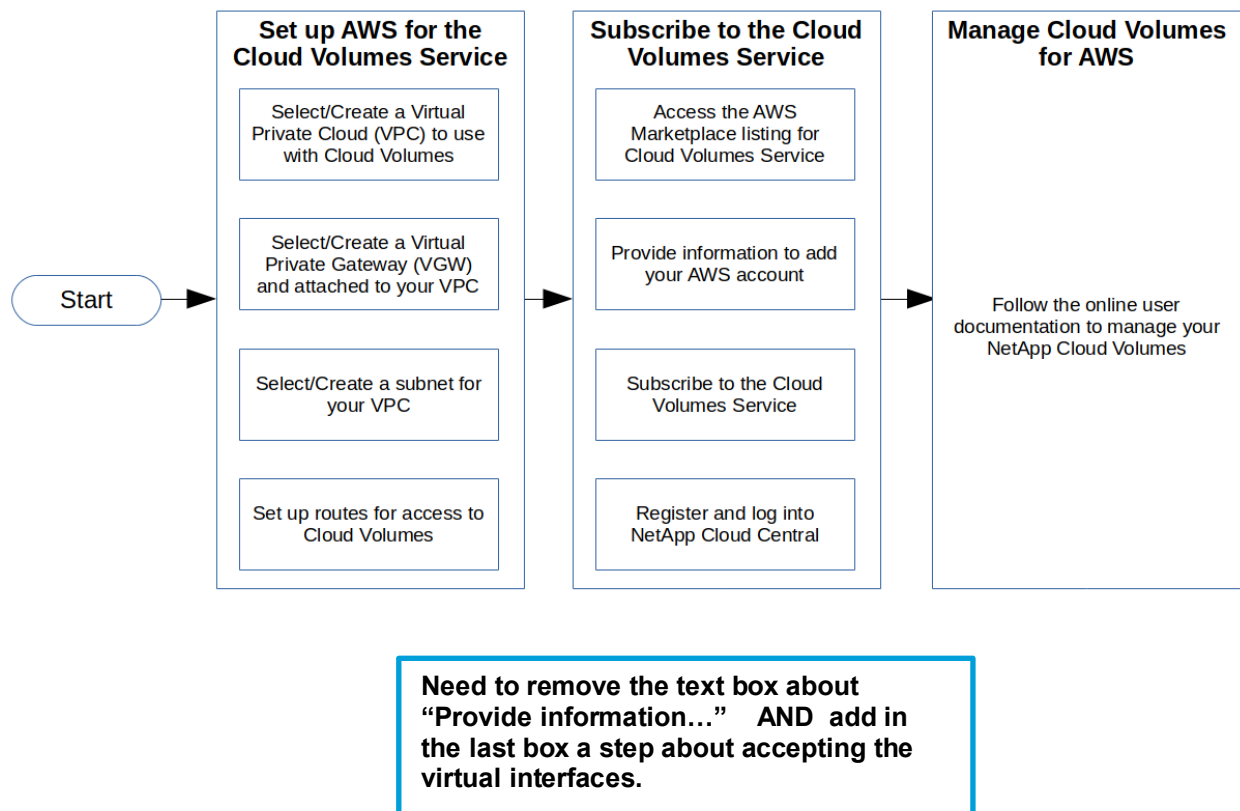 Start
Set up AWS for the
Cloud Volumes Service
Select/Create a Virtual
Private Cloud (VPC) to use
with Cloud Volumes
Select/Create a Virtual
Private Gateway (VGW)
and attached to your VPC
Select/Create a subnet for
your VPC
Set up routes for access to
Cloud Volumes
Subscribe to the Cloud
Volumes Service
Access the AWS
Marketplace listing for
Cloud Volumes Service
Provide information to add
your AWS account
Subscribe to the Cloud
Volumes Service
Register and log into
NetApp Cloud Central
Manage Cloud Volumes
for AWS
Follow the online user
documentation to manage your
NetApp Cloud Volumes
Need to remove the text box about
“Provide information…” AND add in
the last box a step about accepting the
virtual interfaces.